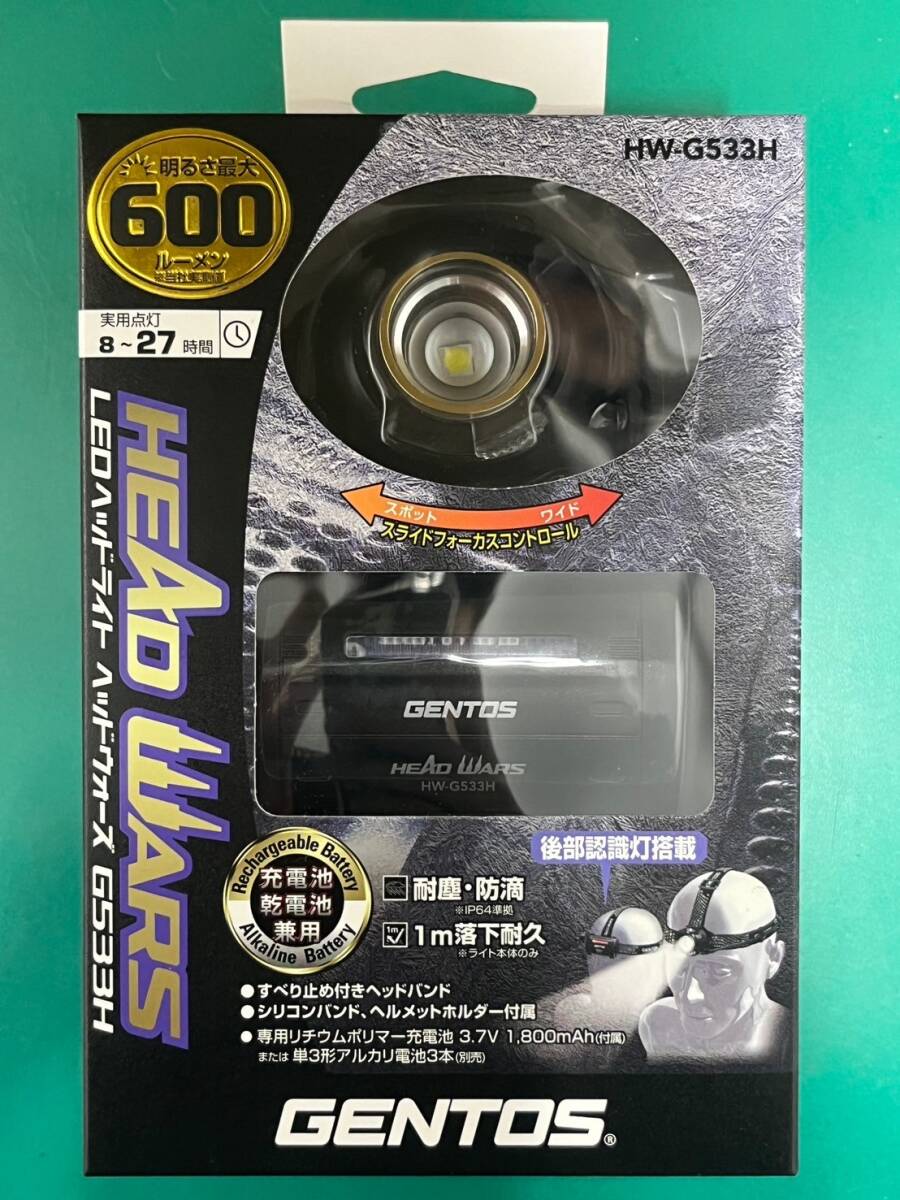 HW-G533H
明るさ最大
600
ルーメン
実用点灯
8~27時間
HEAD WARS
LEDヘッドライト ヘッドウォーズ G533H
スポット ワイド
スライドフォーカスコントロール
GENTOS
HEAD WARS
HW-G533H
後部認識灯搭載
Rechargeable Battery
充電池
乾電池
兼用
Alkaline Battery
耐塵・防滴
※IP64準拠
1m
1m落下耐久
※ライト本体のみ
●すべり止め付きヘッドバンド
●シリコンバンド、ヘルメットホルダー付属
●専用リチウムポリマー充電池 3.7V 1,800mAh(付属)
または 単3形アルカリ電池3本(別売)
GENTOS®